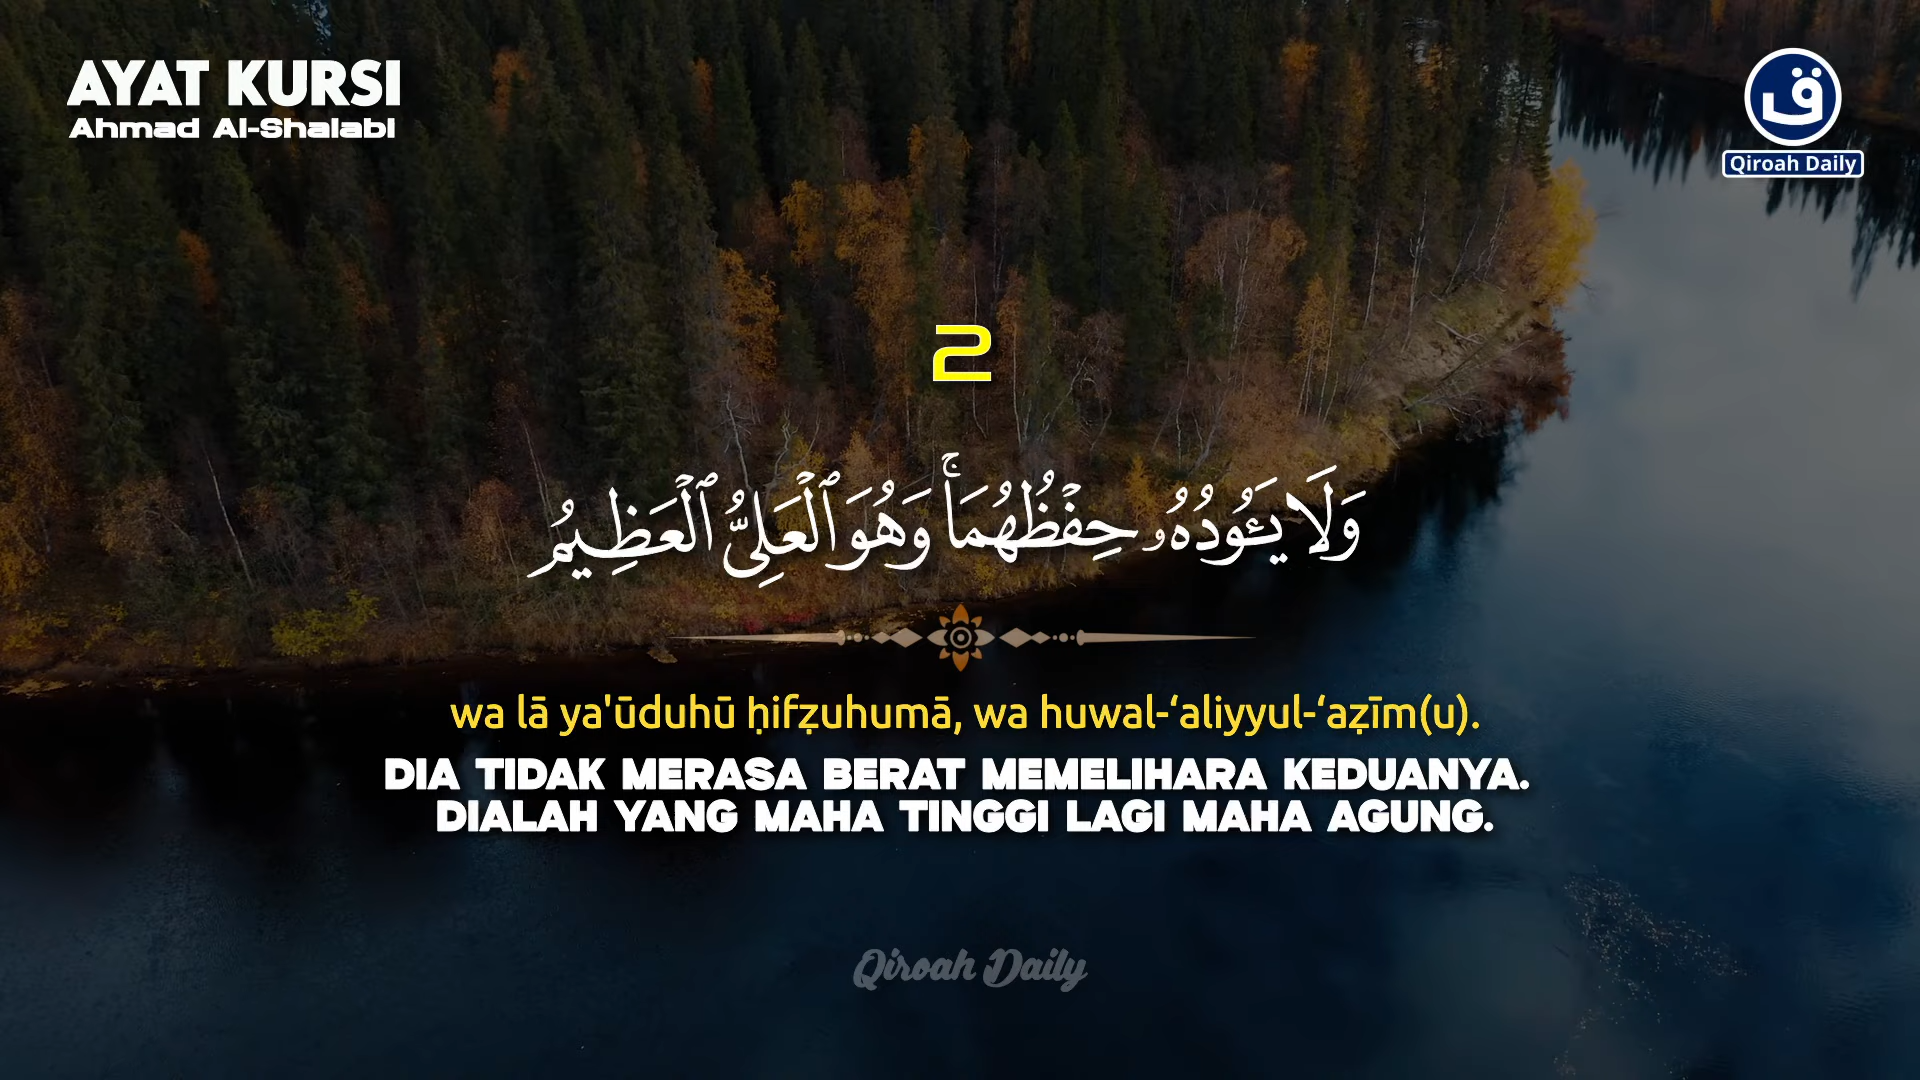 AYAT KURSI
Ahmad Al-Shalabi
ق
Qiroah Daily
2
وَلَا يَـُٔودُهُۥ حِفْظُهُمَاۚ وَهُوَ ٱلْعَلِىُّ ٱلْعَظِيمُ
wa lā ya'ūduhū ḥifẓuhumā, wa huwal-‘aliyyul-‘aẓīm(u).
DIA TIDAK MERASA BERAT MEMELIHARA KEDUANYA.
DIALAH YANG MAHA TINGGI LAGI MAHA AGUNG.
Qiroah Daily